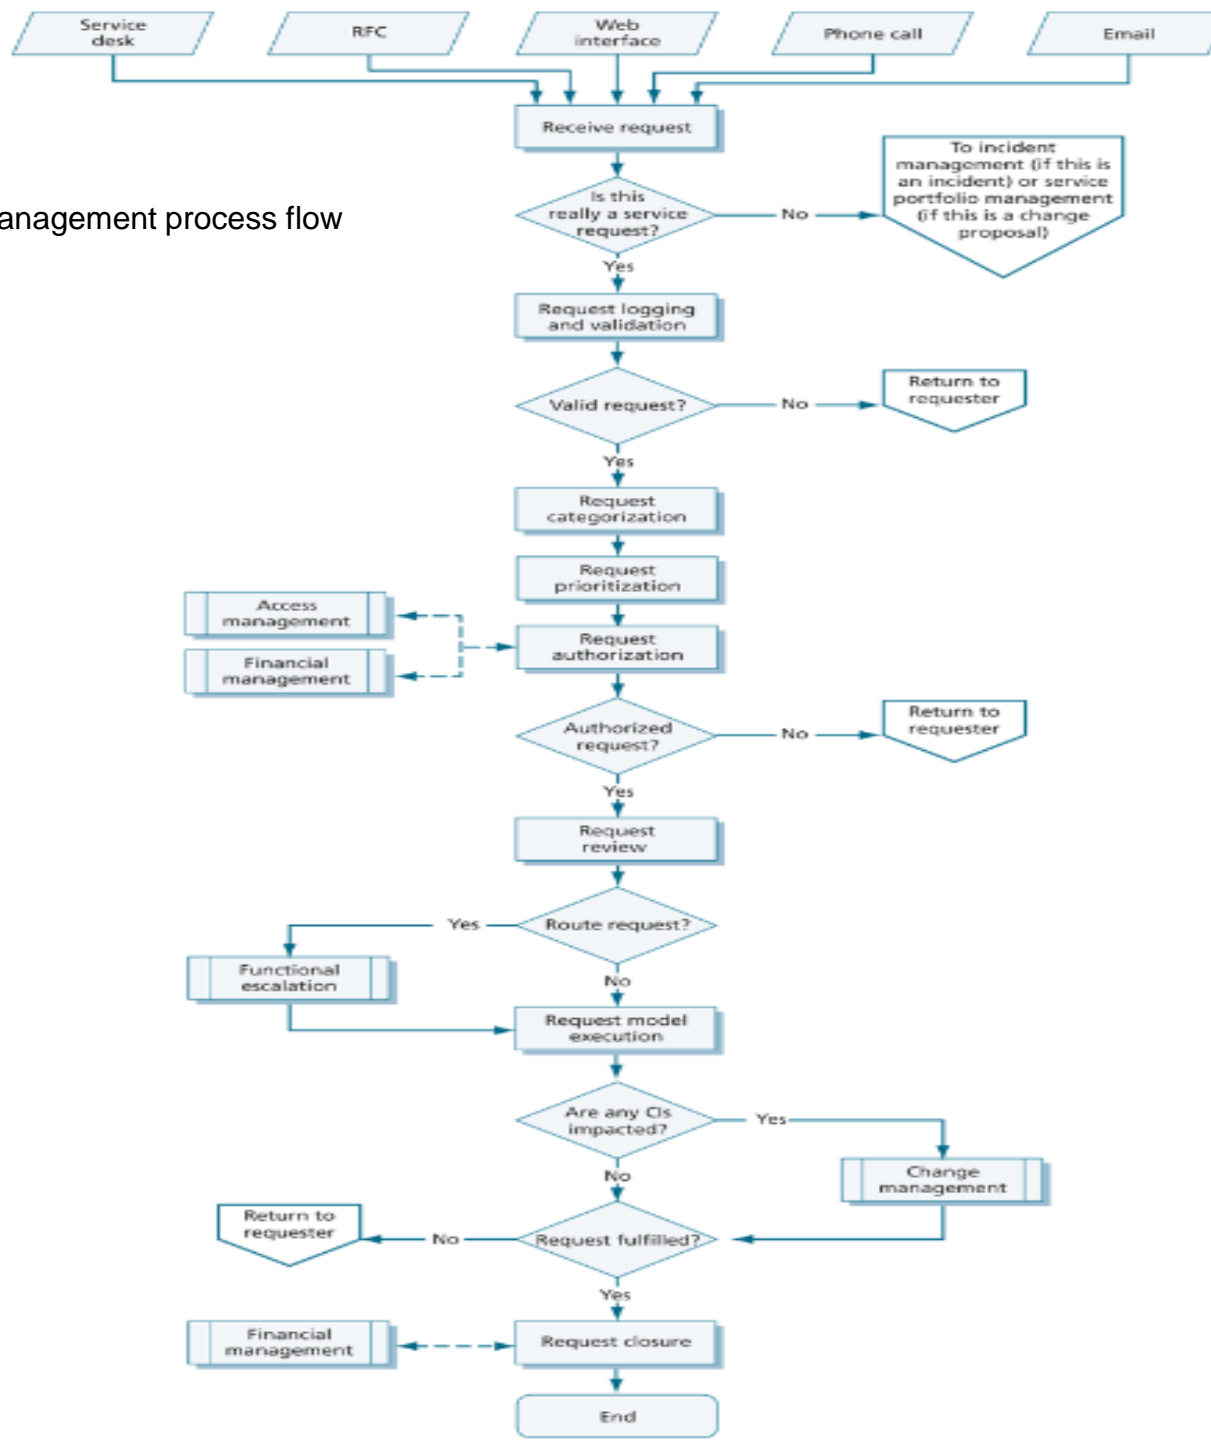 Service
desk
RFC
Web
interface
Phone call
Email
Receive request
To incident
management (if this is
an incident) or service
portfolio management
(if this is a change
proposal)
Is this
really a service
request?
No
anagement process flow
Yes
Request logging
and validation
Valid request?
No
Return to
requester
Yes
Request
categorization
Request
prioritization
Access
management
Financial
management
Request
authorization
Authorized
request?
No
Return to
requester
Yes
Request
review
Route request?
Yes
Functional
escalation
No
Request model
execution
Are any CIs
impacted?
Yes
Change
management
No
Return to
requester
No
Request fulfilled?
Yes
Financial
management
Request closure
End